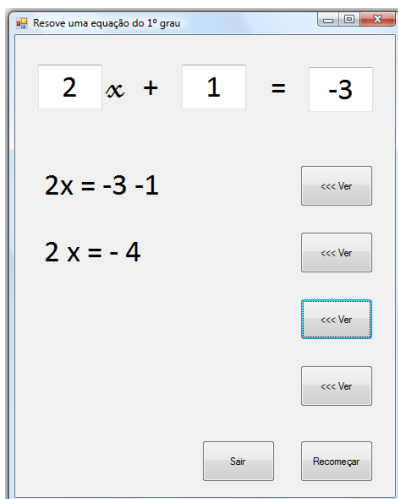 Resove uma equação do 1º grau
2 x + 1 = -3
2x = -3 -1
<<< Ver
2 x = - 4
<<< Ver
<<< Ver
<<< Ver
Sair
Recomeçar